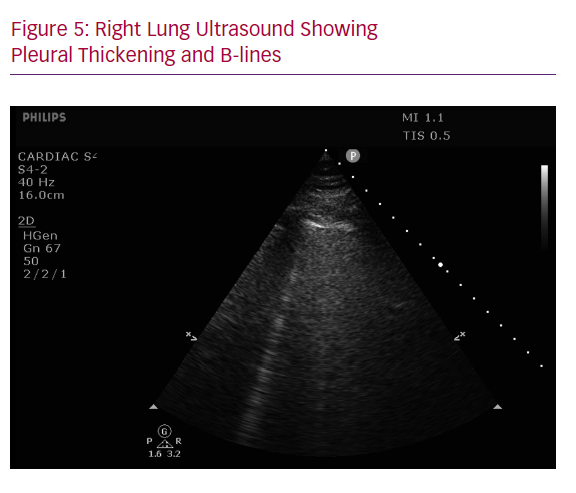 Figure 5: Right Lung Ultrasound Showing
Pleural Thickening and B-lines
PHILIPS
MI 1.1
TIS 0.5
CARDIAC S4
S4-2
40 Hz
16.0cm
P
2D
HGen
Gn 67
50
2/2/1
G
P R
1.6 3.2